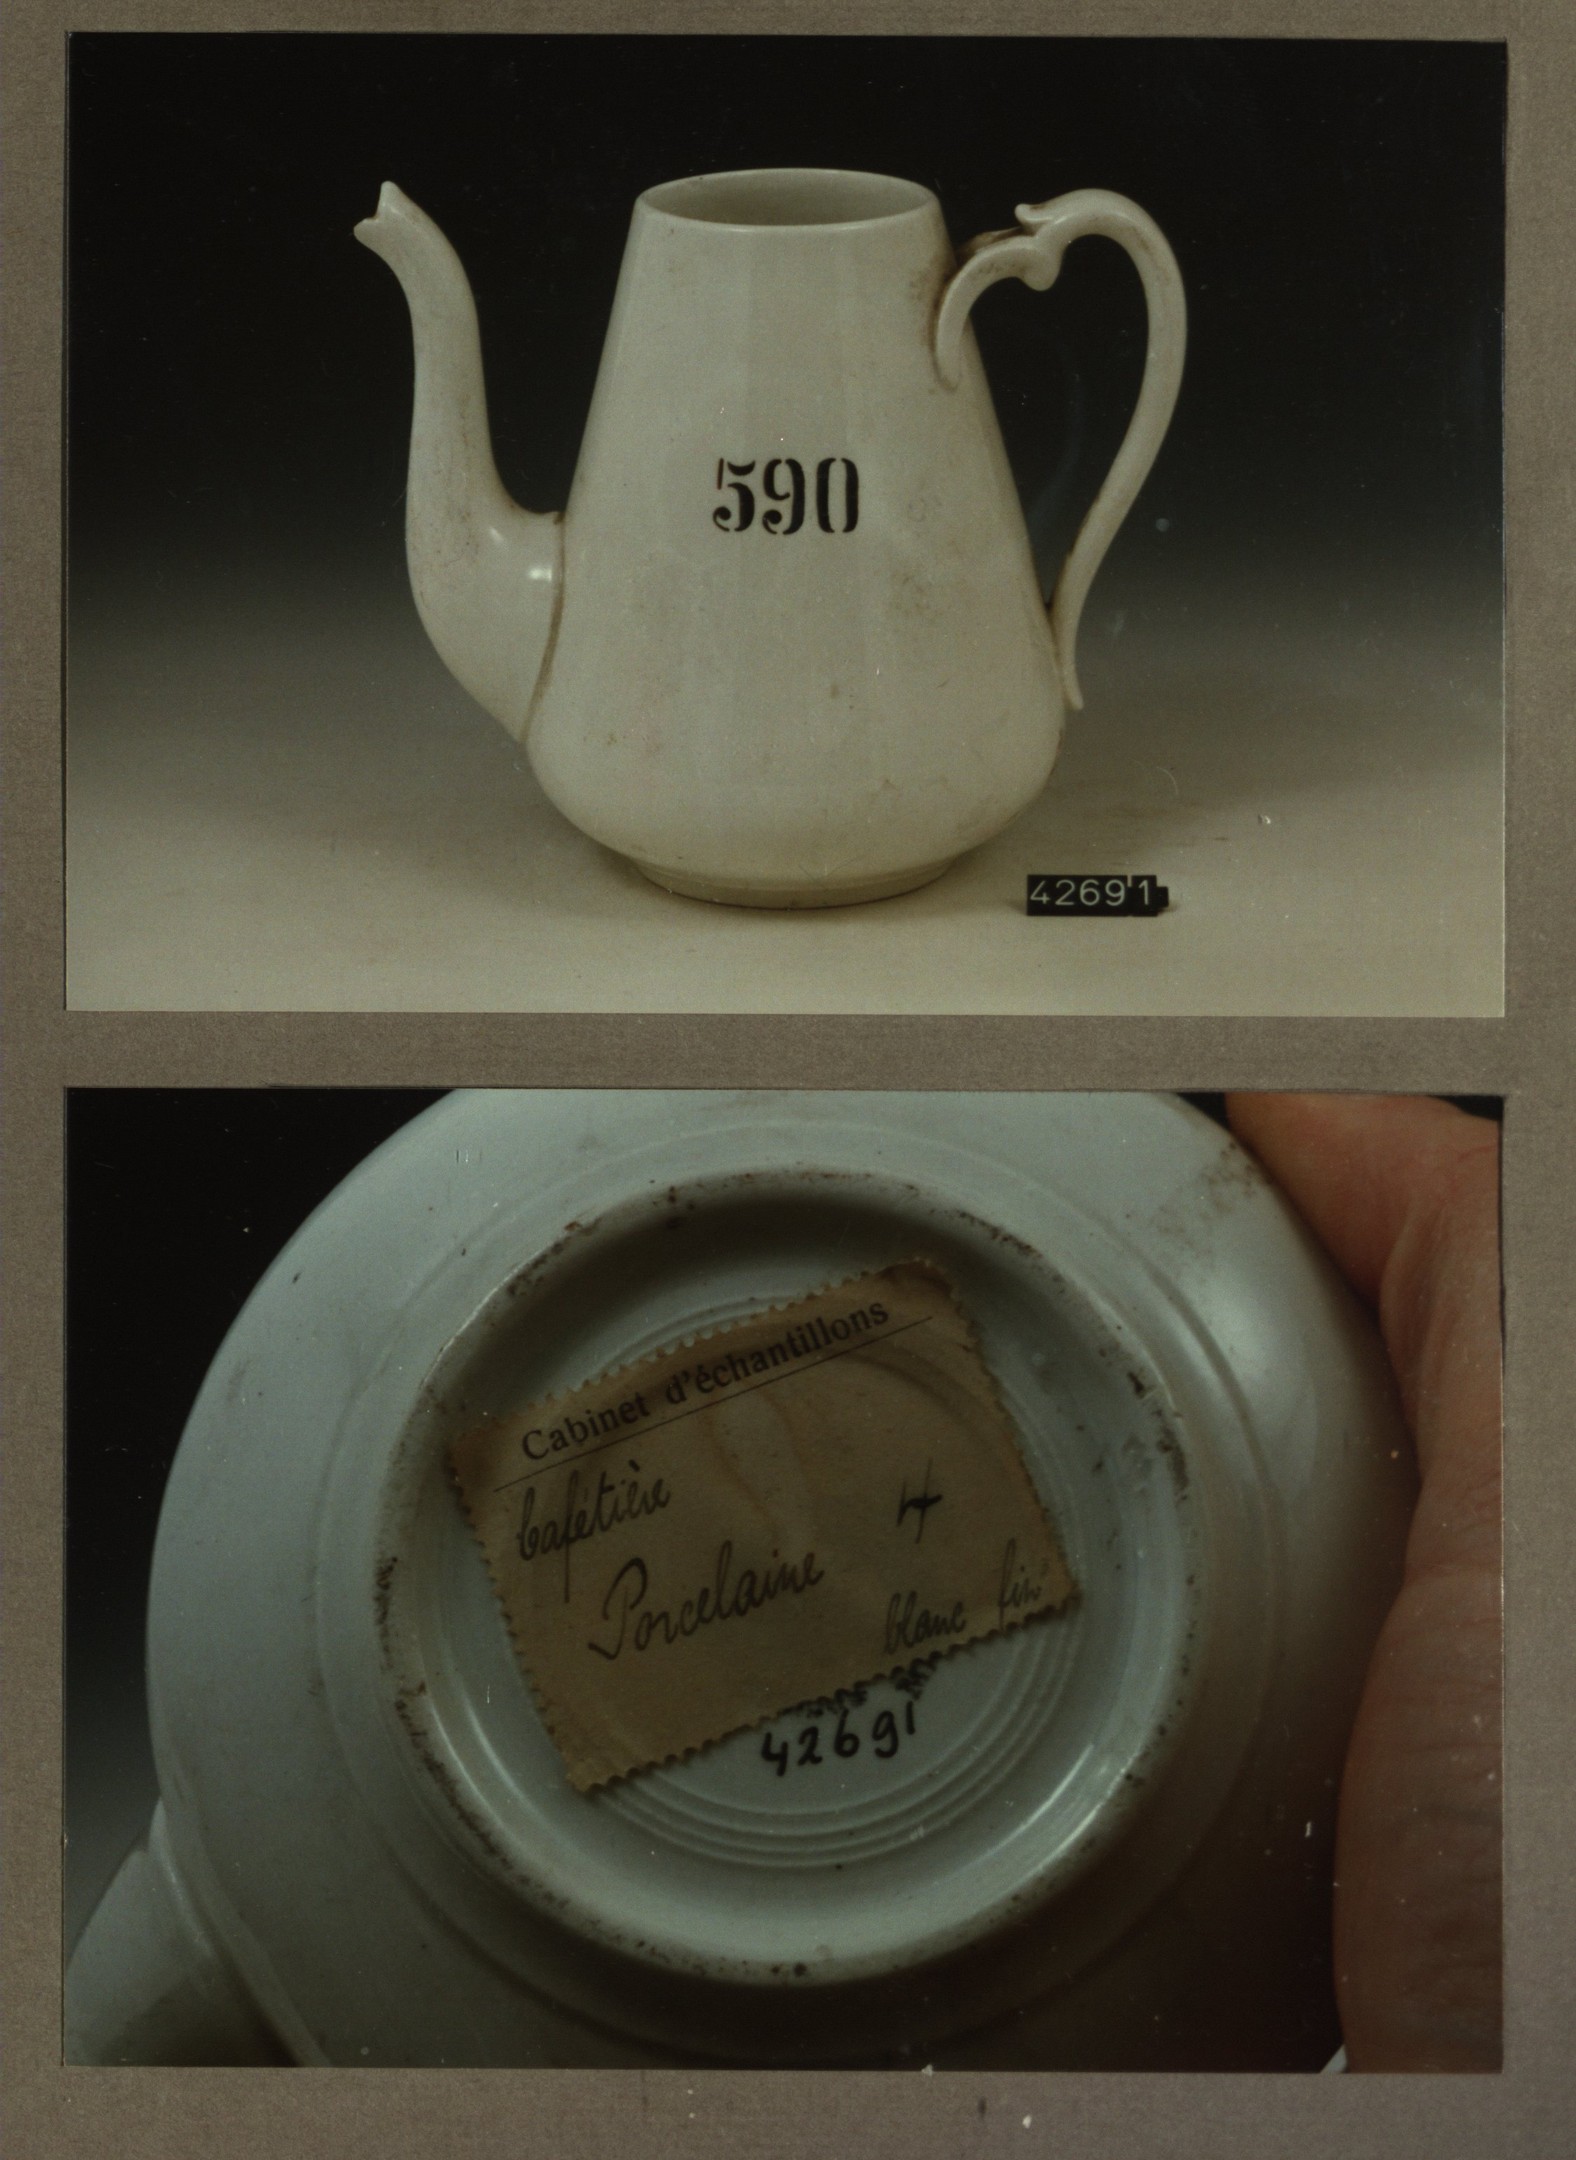 590
42691
Cabinet d'échantillons
Cafétière
4
Porcelaine
blanc fin
42691